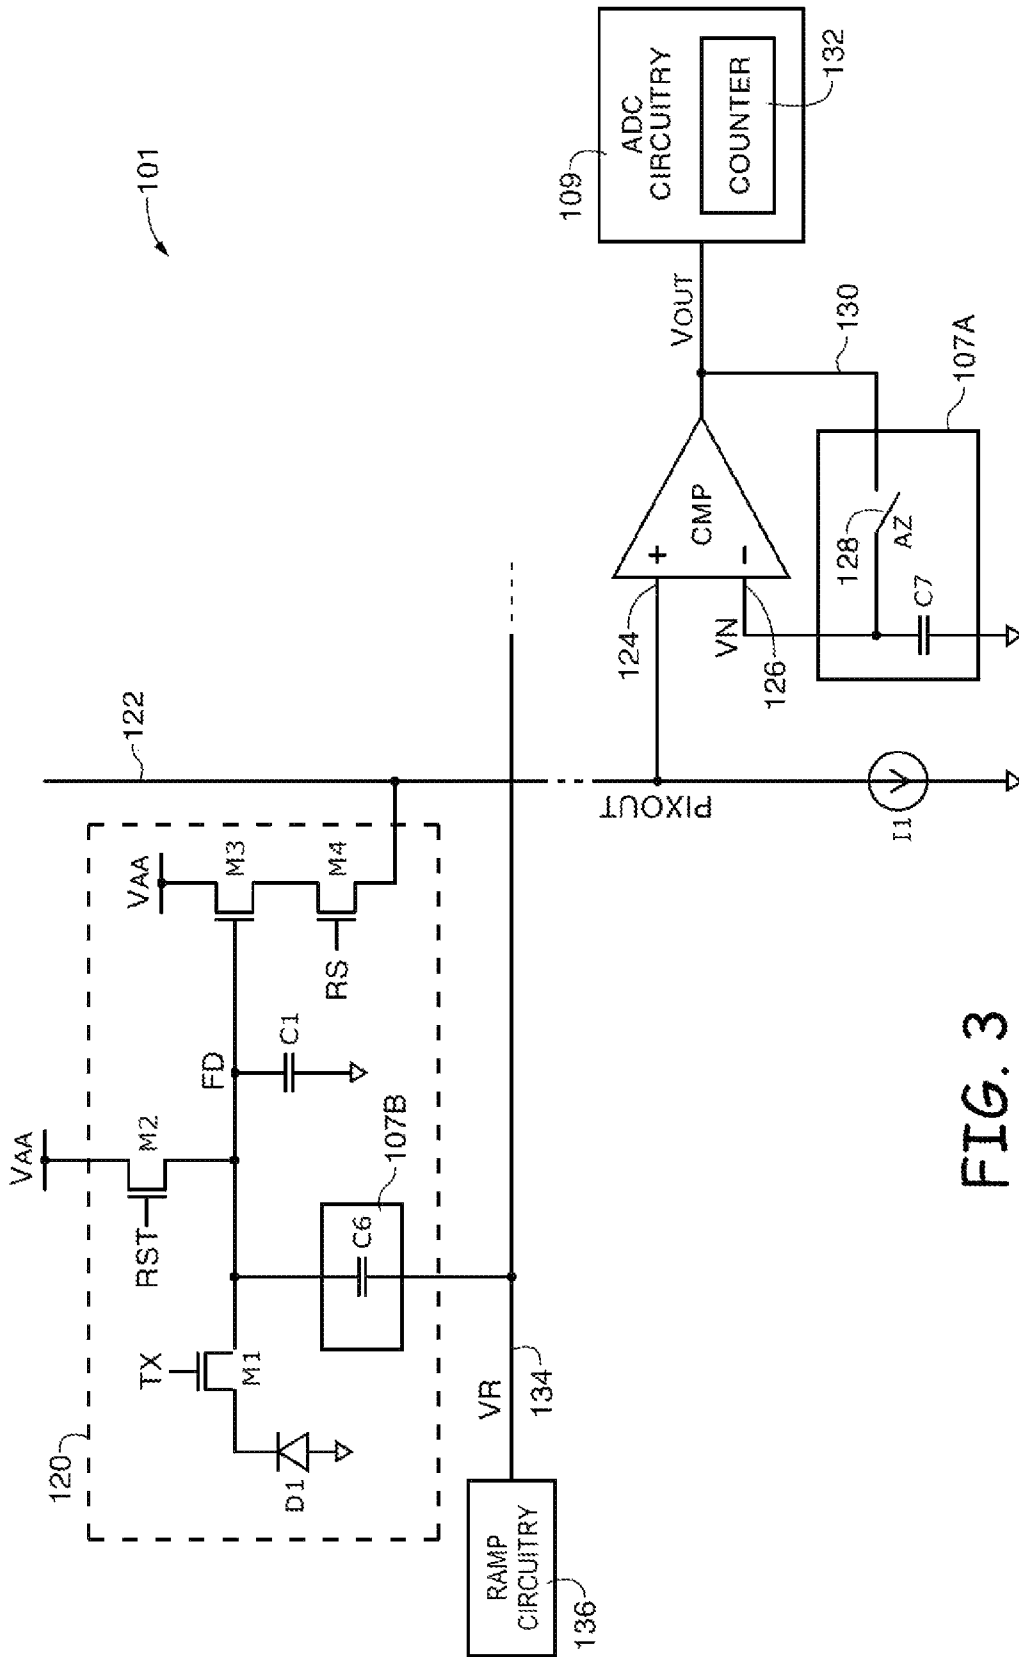 101
120
VAA
M2
RST
TX
M1
D1
FD
C1
107B
C6
VAA
M3
M4
RS
122
VR
134
RAMP
CIRCUITRY
136
PIXOUT
I1
124
VN
126
+
−
CMP
VOUT
130
109
ADC
CIRCUITRY
COUNTER
132
128
AZ
C7
107A
FIG. 3